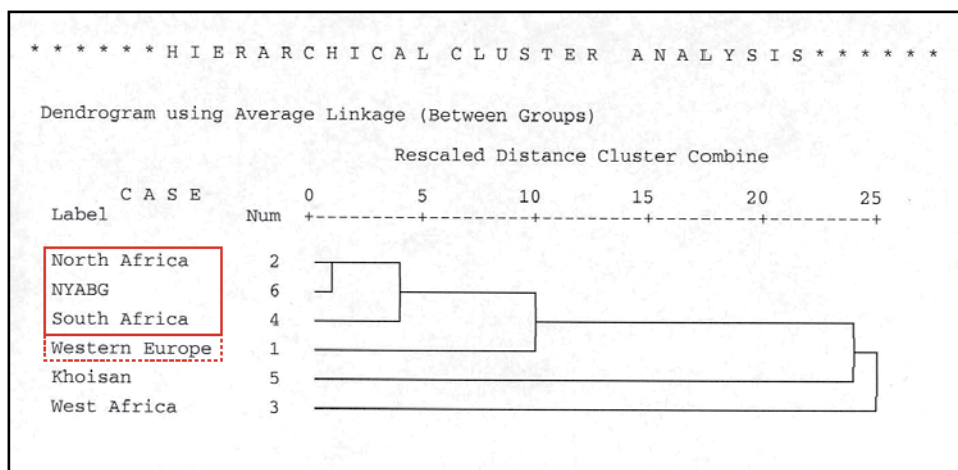 * * * * * * H I E R A R C H I C A L  C L U S T E R  A N A L Y S I S * * * * * *
Dendrogram using Average Linkage (Between Groups)
Rescaled Distance Cluster Combine
C A S E 0 5 10 15 20 25
Label Num +---------+---------+---------+---------+---------+
North Africa 2
NYABG 6
South Africa 4
Western Europe 1
Khoisan 5
West Africa 3